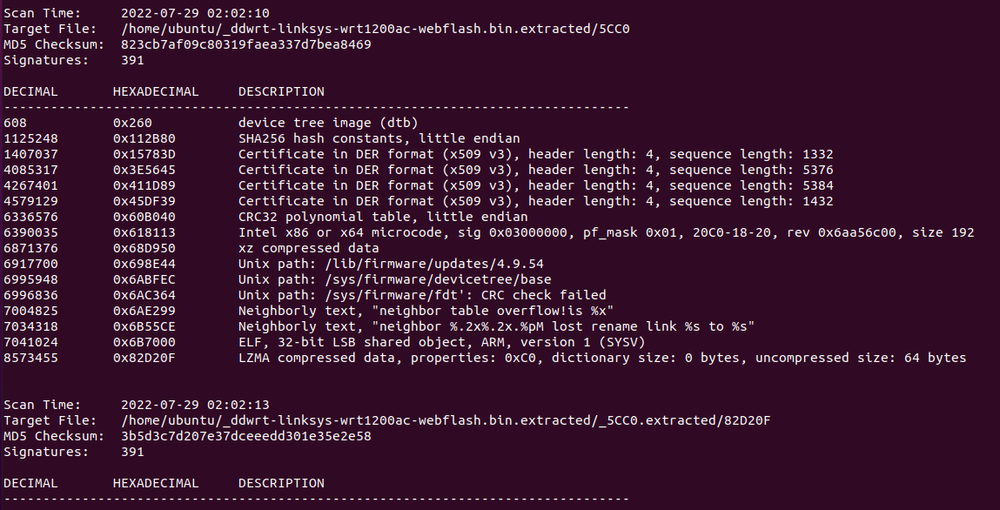 Scan Time:     2022-07-29 02:02:10
Target File:   /home/ubuntu/_ddwrt-linksys-wrt1200ac-webflash.bin.extracted/5CC0
MD5 Checksum:  823cb7af09c80319faea337d7bea8469
Signatures:    391
DECIMAL       HEXADECIMAL     DESCRIPTION
--------------------------------------------------------------------------------
608           0x260           device tree image (dtb)
1125248       0x112B80        SHA256 hash constants, little endian
1407037       0x15783D        Certificate in DER format (x509 v3), header length: 4, sequence length: 1332
4085317       0x3E5645        Certificate in DER format (x509 v3), header length: 4, sequence length: 5376
4267401       0x411D89        Certificate in DER format (x509 v3), header length: 4, sequence length: 5384
4579129       0x45DF39        Certificate in DER format (x509 v3), header length: 4, sequence length: 1432
6336576       0x60B040        CRC32 polynomial table, little endian
6390035       0x618113        Intel x86 or x64 microcode, sig 0x03000000, pf_mask 0x01, 20C0-18-20, rev 0x6aa56c00, size 192
6871376       0x68D950        xz compressed data
6917700       0x698E44        Unix path: /lib/firmware/updates/4.9.54
6995948       0x6ABFEC        Unix path: /sys/firmware/devicetree/base
6996836       0x6AC364        Unix path: /sys/firmware/fdt': CRC check failed
7004825       0x6AE299        Neighborly text, "neighbor table overflow!is %x"
7034318       0x6B55CE        Neighborly text, "neighbor %.2x%.2x.%pM lost rename link %s to %s"
7041024       0x6B7000        ELF, 32-bit LSB shared object, ARM, version 1 (SYSV)
8573455       0x82D20F        LZMA compressed data, properties: 0xC0, dictionary size: 0 bytes, uncompressed size: 64 bytes
Scan Time:     2022-07-29 02:02:13
Target File:   /home/ubuntu/_ddwrt-linksys-wrt1200ac-webflash.bin.extracted/_5CC0.extracted/82D20F
MD5 Checksum:  3b5d3c7d207e37dceeedd301e35e2e58
Signatures:    391
DECIMAL       HEXADECIMAL     DESCRIPTION
--------------------------------------------------------------------------------